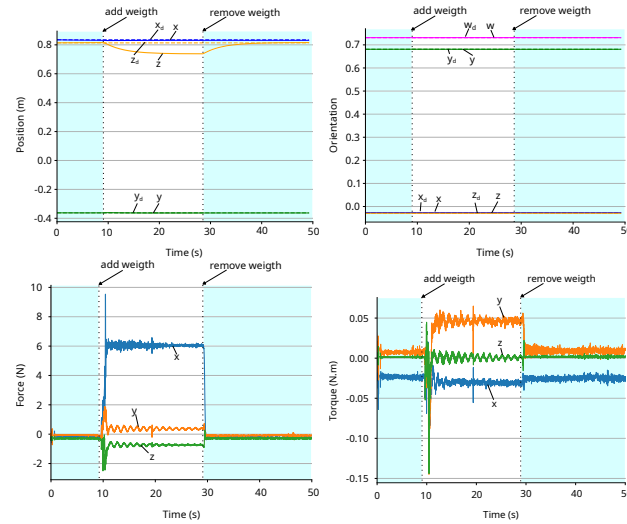 add weigth
remove weigth
x_d
x
z_d
z
y_d
y
0.8
0.6
0.4
0.2
0.0
-0.2
-0.4
0
10
20
30
40
50
Position (m)
Time (s)
add weigth
remove weigth
w_d
w
y_d
y
x_d
x
z_d
z
0.7
0.6
0.5
0.4
0.3
0.2
0.1
0.0
0
10
20
30
40
50
Orientation
Time (s)
add weigth
remove weigth
x
y
z
10
8
6
4
2
0
-2
0
10
20
30
40
50
Force (N)
Time (s)
add weigth
remove weigth
y
z
x
0.05
0.00
-0.05
-0.10
-0.15
0
10
20
30
40
50
Torque (N.m)
Time (s)